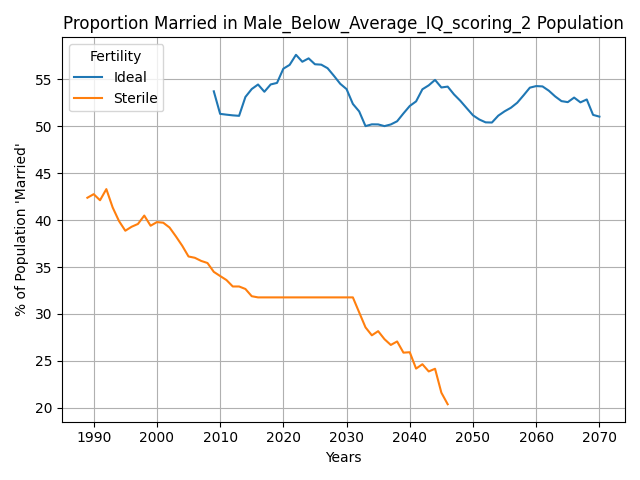 Proportion Married in Male_Below_Average_IQ_scoring_2 Population
Fertility
Ideal
Sterile
% of Population 'Married'
55
50
45
40
35
30
25
20
1990 2000 2010 2020 2030 2040 2050 2060 2070
Years